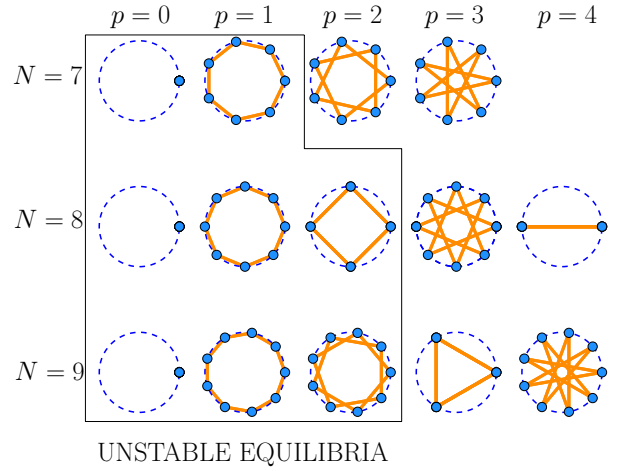 p = 0 p = 1 p = 2 p = 3 p = 4
N = 7
N = 8
N = 9
UNSTABLE EQUILIBRIA